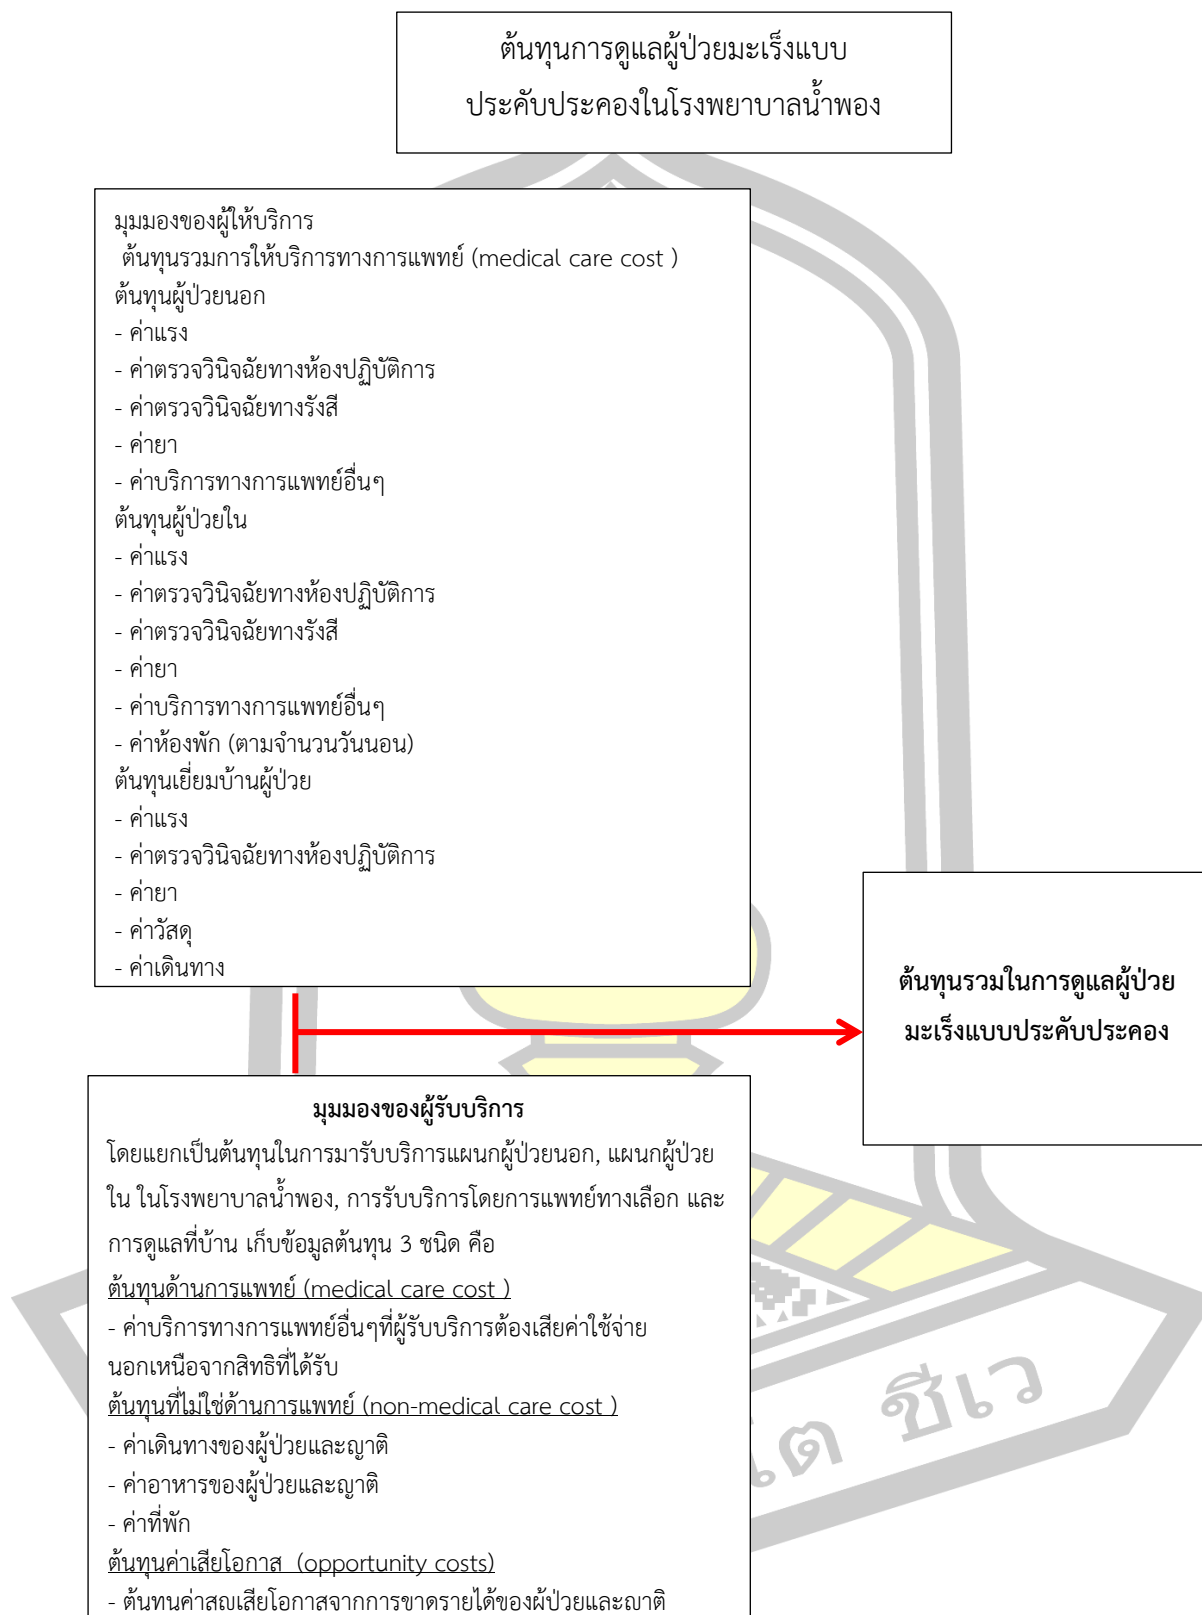 ต้นทุนการดูแลผู้ป่วยมะเร็งแบบ
ประคับประคองในโรงพยาบาลน้ำพอง
มุมมองของผู้ให้บริการ
ต้นทุนรวมการให้บริการทางการแพทย์ (medical care cost )
ต้นทุนผู้ป่วยนอก
- ค่าแรง
- ค่าตรวจวินิจฉัยทางห้องปฏิบัติการ
- ค่าตรวจวินิจฉัยทางรังสี
- ค่ายา
- ค่าบริการทางการแพทย์อื่นๆ
ต้นทุนผู้ป่วยใน
- ค่าแรง
- ค่าตรวจวินิจฉัยทางห้องปฏิบัติการ
- ค่าตรวจวินิจฉัยทางรังสี
- ค่ายา
- ค่าบริการทางการแพทย์อื่นๆ
- ค่าห้องพัก (ตามจำนวนวันนอน)
ต้นทุนเยี่ยมบ้านผู้ป่วย
- ค่าแรง
- ค่าตรวจวินิจฉัยทางห้องปฏิบัติการ
- ค่ายา
- ค่าวัสดุ
- ค่าเดินทาง
ต้นทุนรวมในการดูแลผู้ป่วย
มะเร็งแบบประคับประคอง
มุมมองของผู้รับบริการ
โดยแยกเป็นต้นทุนในการมารับบริการแผนกผู้ป่วยนอก, แผนกผู้ป่วย
ใน ในโรงพยาบาลน้ำพอง, การรับบริการโดยการแพทย์ทางเลือก และ
การดูแลที่บ้าน เก็บข้อมูลต้นทุน 3 ชนิด คือ
ต้นทุนด้านการแพทย์ (medical care cost )
- ค่าบริการทางการแพทย์อื่นๆที่ผู้รับบริการต้องเสียค่าใช้จ่าย
นอกเหนือจากสิทธิที่ได้รับ
ต้นทุนที่ไม่ใช่ด้านการแพทย์ (non-medical care cost )
- ค่าเดินทางของผู้ป่วยและญาติ
- ค่าอาหารของผู้ป่วยและญาติ
- ค่าที่พัก
ต้นทุนค่าเสียโอกาส (opportunity costs)
- ต้นทุนค่าสูญเสียโอกาสจากการขาดรายได้ของผู้ป่วยและญาติ
ชีเว